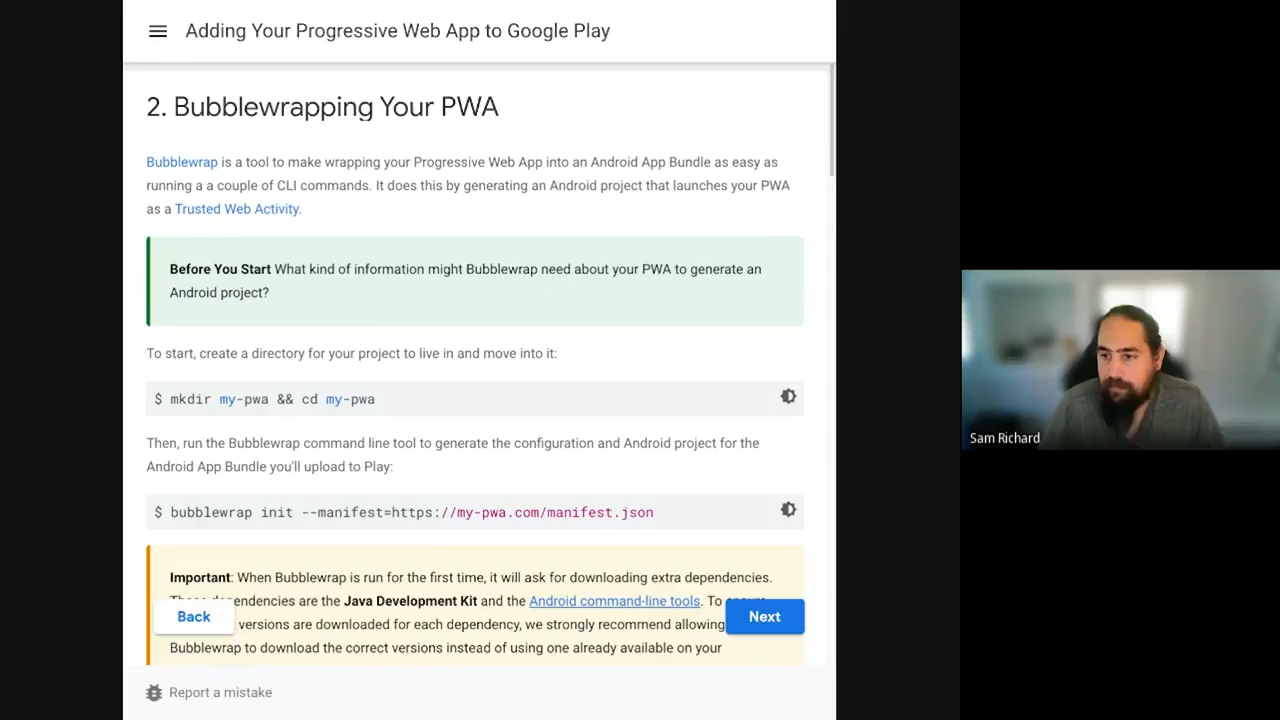 Adding Your Progressive Web App to Google Play
2. Bubblewrapping Your PWA
Bubblewrap is a tool to make wrapping your Progressive Web App into an Android App Bundle as easy as
running a a couple of CLI commands. It does this by generating an Android project that launches your PWA
as a Trusted Web Activity.
Before You Start What kind of information might Bubblewrap need about your PWA to generate an
Android project?
To start, create a directory for your project to live in and move into it:
$ mkdir my-pwa && cd my-pwa
Then, run the Bubblewrap command line tool to generate the configuration and Android project for the
Android App Bundle you'll upload to Play:
$ bubblewrap init --manifest=https://my-pwa.com/manifest.json
Important: When Bubblewrap is run for the first time, it will ask for downloading extra dependencies.
dependencies are the Java Development Kit and the Android command-line tools. To
versions are downloaded for each dependency, we strongly recommend allowing
Bubblewrap to download the correct versions instead of using one already available on your
Back
Next
Report a mistake
Sam Richard